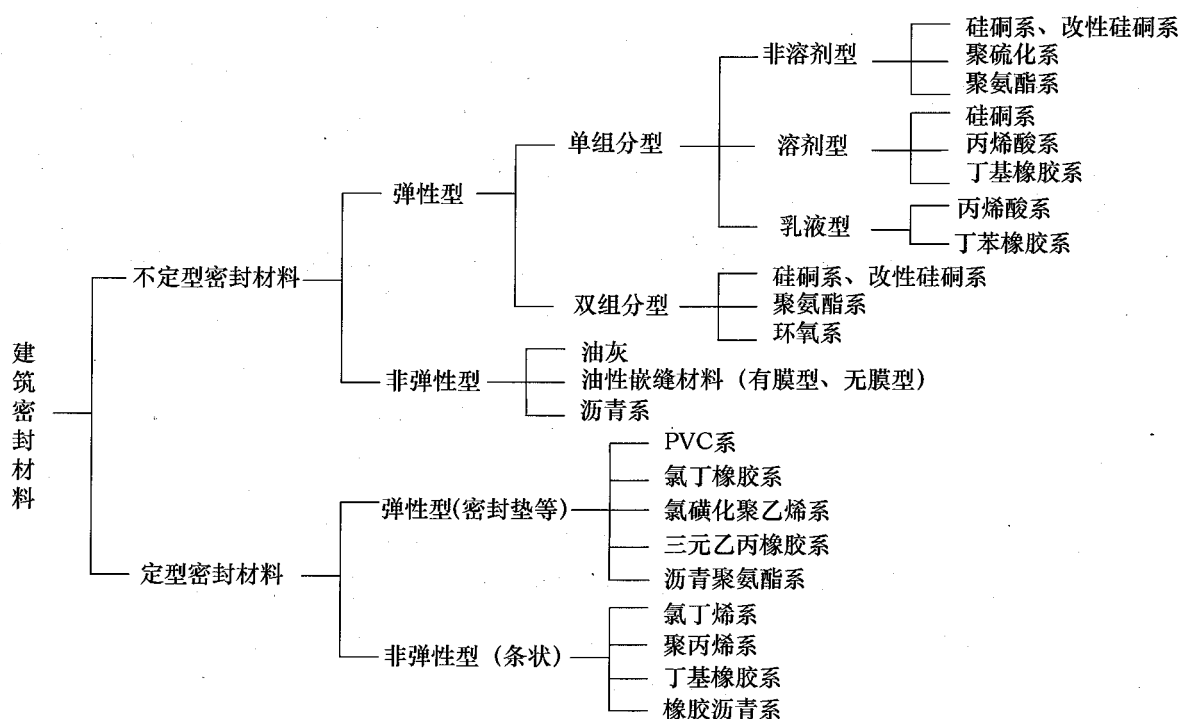 建筑密封材料
不定型密封材料
弹性型
单组分型
非溶剂型
硅酮系、改性硅酮系
聚硫化系
聚氨酯系
溶剂型
硅酮系
丙烯酸系
丁基橡胶系
乳液型
丙烯酸系
丁苯橡胶系
双组分型
硅酮系、改性硅酮系
聚氨酯系
环氧系
非弹性型
油灰
油性嵌缝材料（有膜型、无膜型）
沥青系
定型密封材料
弹性型(密封垫等)
PVC系
氯丁橡胶系
氯磺化聚乙烯系
三元乙丙橡胶系
沥青聚氨酯系
非弹性型（条状）
氯丁烯系
聚丙烯系
丁基橡胶系
橡胶沥青系